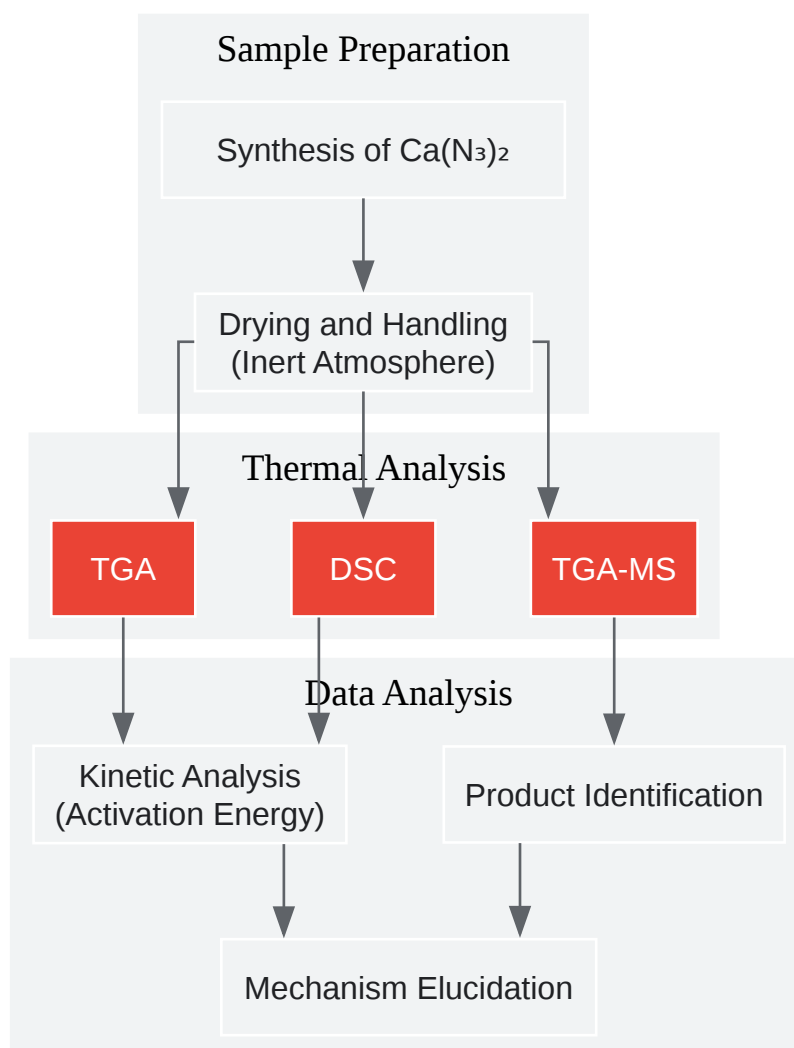 Sample Preparation
Synthesis of Ca(N₃)₂
Drying and Handling
(Inert Atmosphere)
Thermal Analysis
TGA
DSC
TGA-MS
Data Analysis
Kinetic Analysis
(Activation Energy)
Product Identification
Mechanism Elucidation